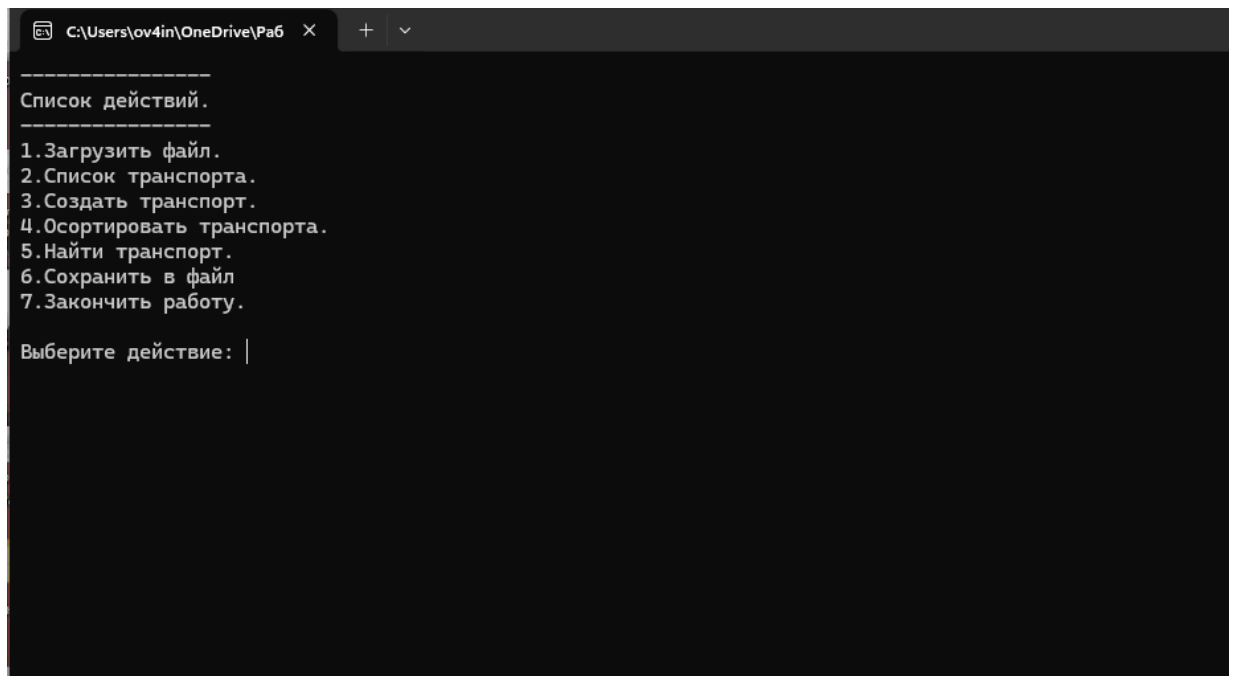 C:\Users\ov4in\OneDrive\Раб
----------------
Список действий.
----------------
1.Загрузить файл.
2.Список транспорта.
3.Создать транспорт.
4.Осортировать транспорта.
5.Найти транспорт.
6.Сохранить в файл
7.Закончить работу.
Выберите действие: